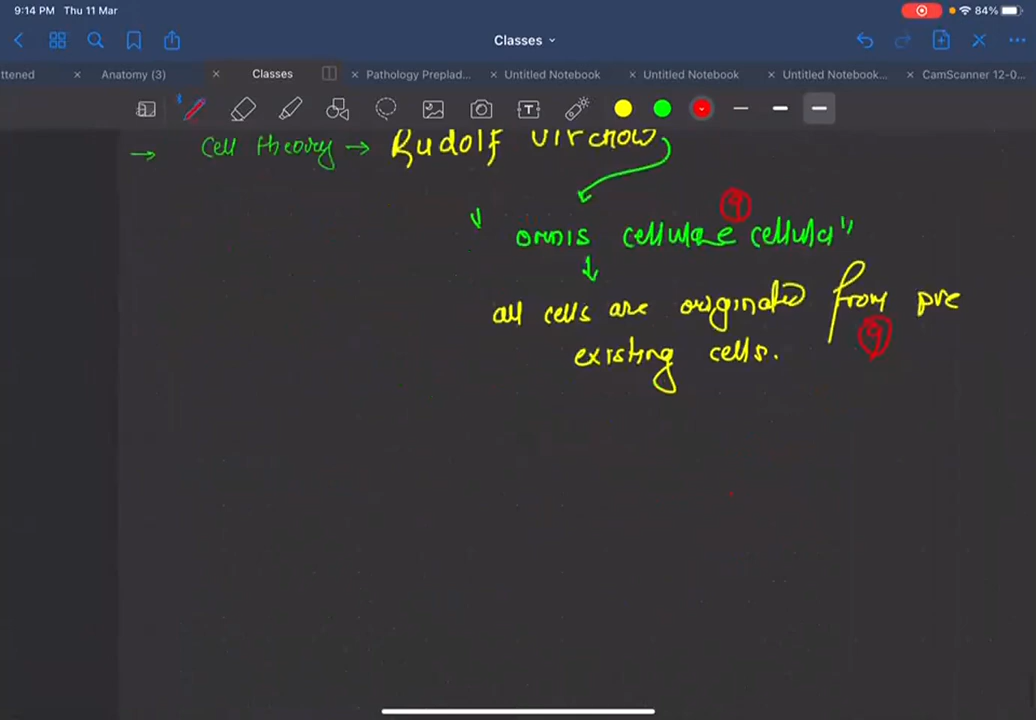 9:14 PM Thu 11 Mar 84%
Classes
ttened Anatomy (3) Classes Pathology Preplad... Untitled Notebook Untitled Notebook Untitled Notebook... CamScanner 12-0...
→ Cell theory → Rudolf Virchow
" omnis cellulae cellula"
all cells are originated from pre
existing cells.